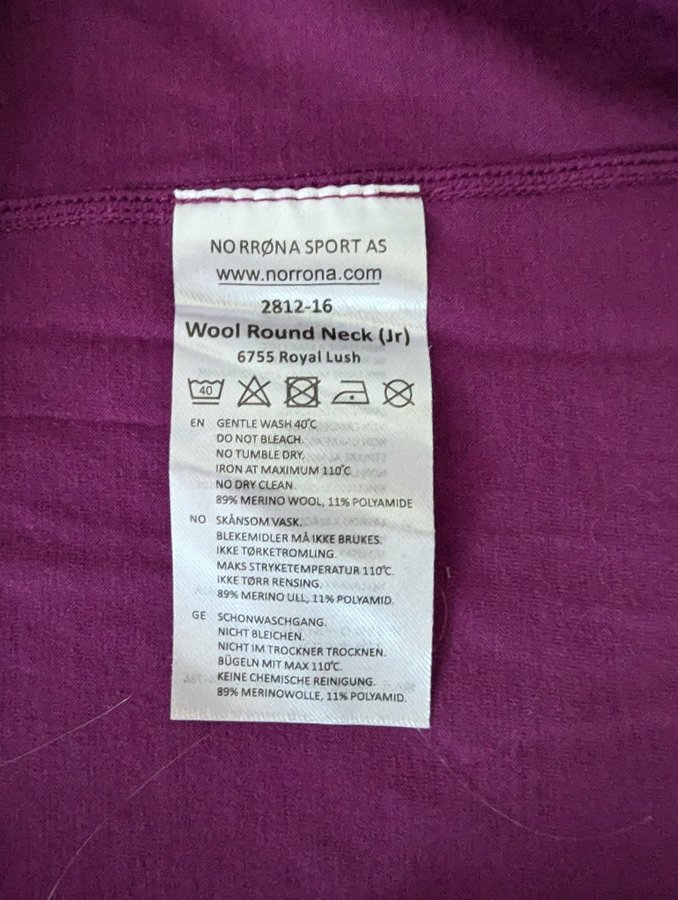 NORRØNA SPORT AS
www.norrona.com
2812-16
Wool Round Neck (Jr)
6755 Royal Lush
40
EN GENTLE WASH 40°C
DO NOT BLEACH.
NO TUMBLE DRY.
IRON AT MAXIMUM 110°C
NO DRY CLEAN.
89% MERINO WOOL, 11% POLYAMIDE
NO SKÅNSOM VASK.
BLEKEMIDLER MÅ IKKE BRUKES.
IKKE TØRKETROMLING.
MAKS STRYKETEMPERATUR 110°C.
IKKE TØRR RENSING.
89% MERINO ULL, 11% POLYAMID.
GE SCHONWASCHGANG.
NICHT BLEICHEN.
NICHT IM TROCKNER TROCKNEN.
BÜGELN MIT MAX 110°C.
KEINE CHEMISCHE REINIGUNG.
89% MERINOWOLLE, 11% POLYAMID.